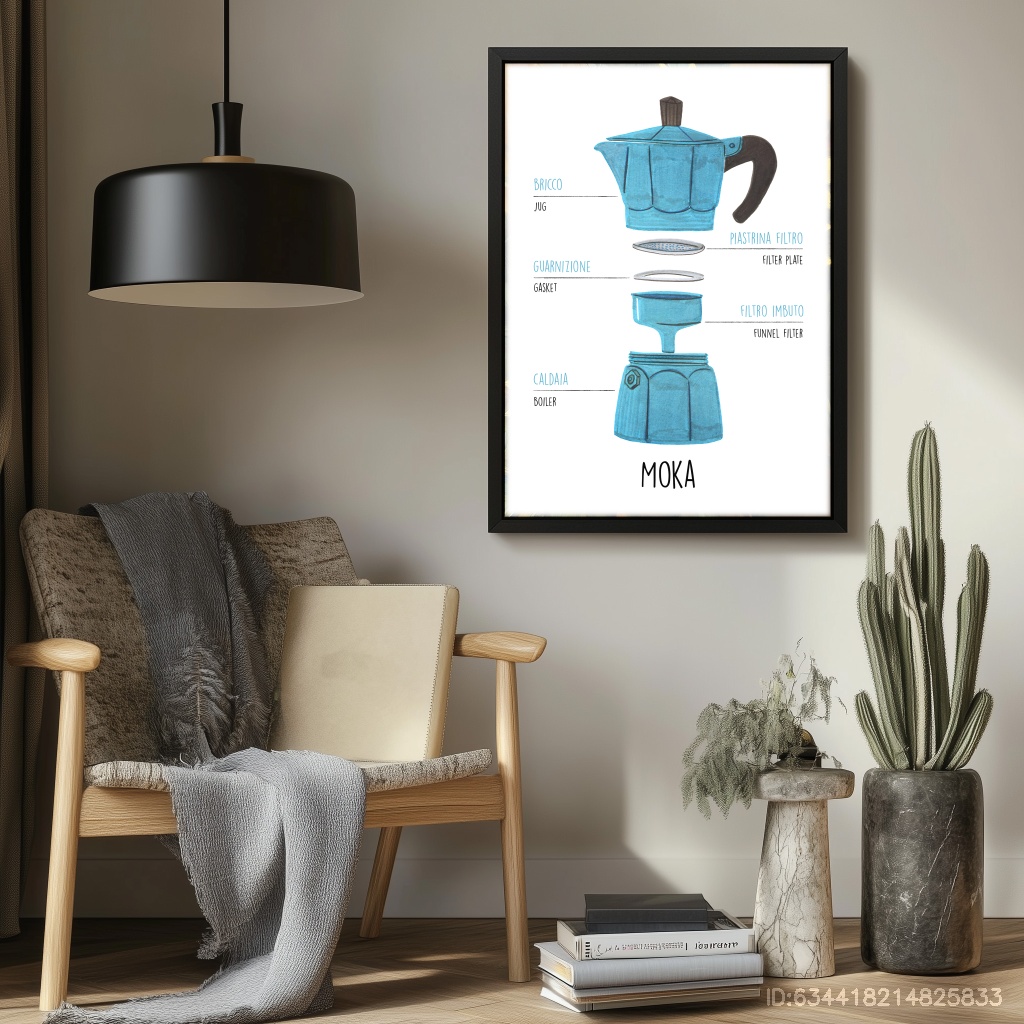 BRICCO
JUG
PIASTRINA FILTRO
FILTER PLATE
GUARNIZIONE
GASKET
FILTRO IMBUTO
FUNNEL FILTER
CALDAIA
BOILER
MOKA
ID:634418214825833